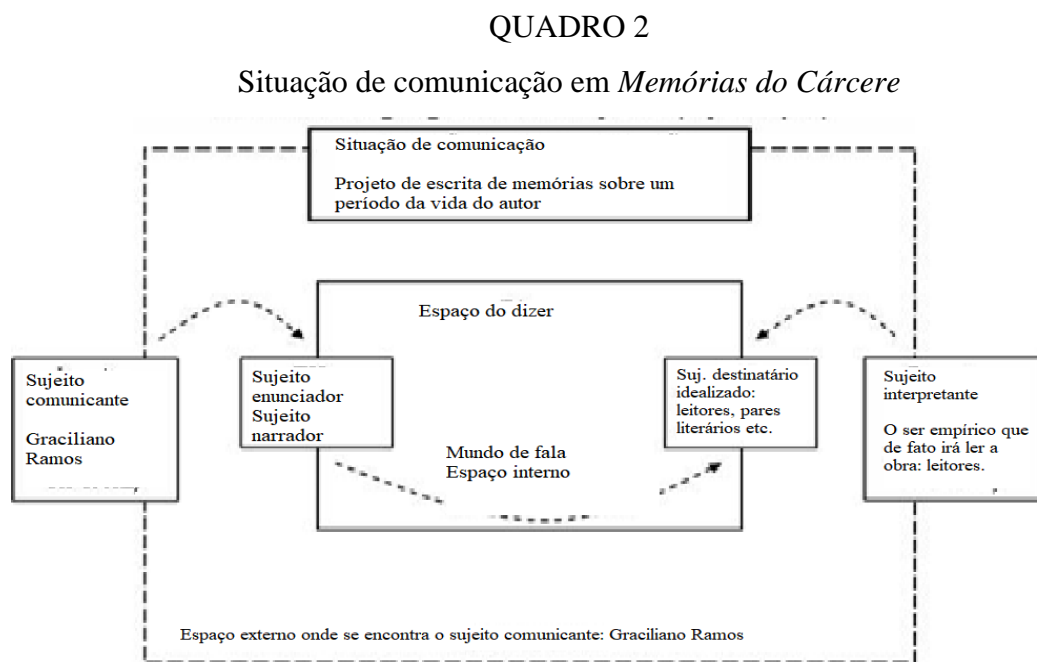 QUADRO 2
Situação de comunicação em Memórias do Cárcere
Situação de comunicação
Projeto de escrita de memórias sobre um
período da vida do autor
Espaço do dizer
Sujeito
comunicante
Graciliano
Ramos
Sujeito
enunciador
Sujeito
narrador
Mundo de fala
Espaço interno
Suj. destinatário
idealizado:
leitores, pares
literários etc.
Sujeito
interpretante
O ser empírico que
de fato irá ler a
obra: leitores.
Espaço externo onde se encontra o sujeito comunicante: Graciliano Ramos